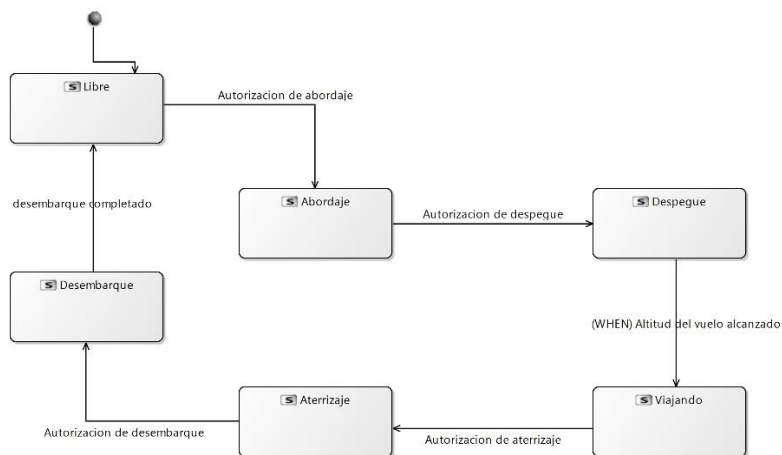 S Libre
Autorizacion de abordaje
desembarque completado
S Abordaje
Autorizacion de despegue
S Despegue
S Desembarque
(WHEN) Altitud del vuelo alcanzado
S Aterrizaje
S Viajando
Autorizacion de desembarque
Autorizacion de aterrizaje